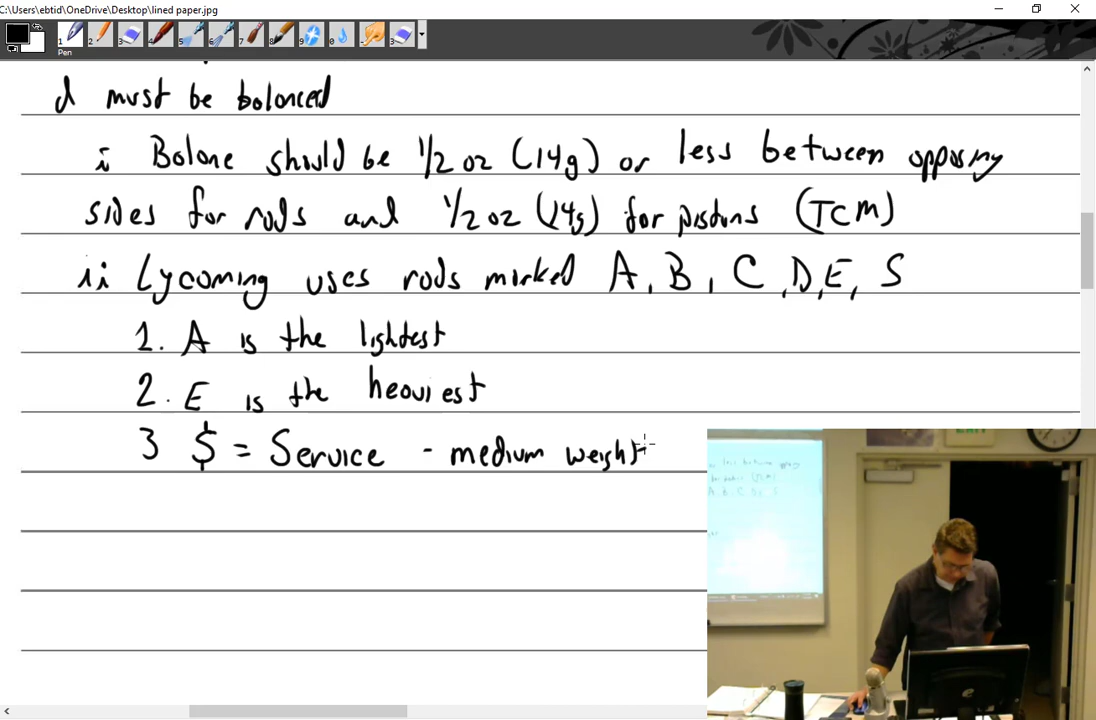 C:\Users\ebtid\OneDrive\Desktop\lined paper.jpg
Pen
d must be balanced
i Balane should be 1/2 oz (14g) or less between opposing
sides for rods and 1/2 oz (14g) for pistons (TCM)
ii Lycoming uses rods marked A, B, C, D, E, S
1. A is the lightest
2. E is the heaviest
3 $ = Service - medium weight
EXIT